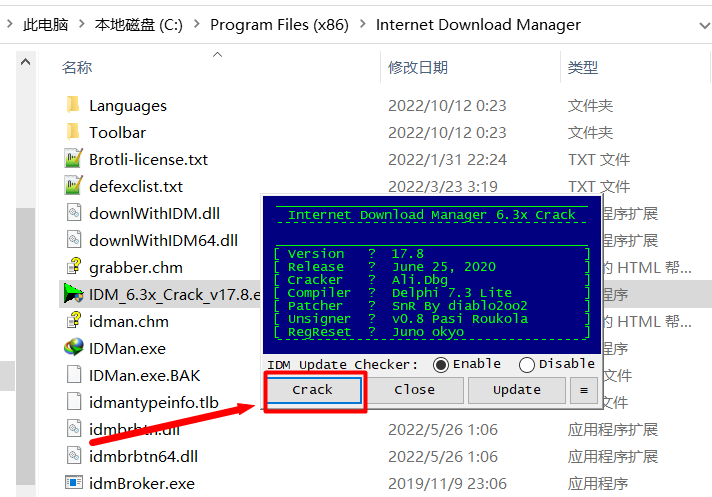 此电脑 > 本地磁盘 (C:) > Program Files (x86) > Internet Download Manager
名称 修改日期 类型
Languages 2022/10/12 0:23 文件夹
Toolbar 2022/10/12 0:23 文件夹
Brotli-license.txt 2022/1/31 22:24 TXT 文件
defexclist.txt 2022/3/23 3:19 TXT 文件
downlWithIDM.dll 程序扩展
downlWithIDM64.dll 程序扩展
grabber.chm 的 HTML 帮...
IDM_6.3x_Crack_v17.8.e 程序
idman.chm 的 HTML 帮...
IDMan.exe 程序
IDMan.exe.BAK 文件
idmantypeinfo.tlb 文件
idmbrbtn.dll 2022/5/26 1:06 应用程序扩展
idmbrbtn64.dll 2022/5/26 1:06 应用程序扩展
idmBroker.exe 2019/11/9 23:06 应用程序
Internet Download Manager 6.3x Crack
[ Version ? 17.8 ]
[ Release ? June 25, 2020 ]
[ Cracker ? Ali.Dbg ]
[ Compiler ? Delphi 7.3 Lite ]
[ Patcher ? SnR By diablo2oo2 ]
[ Unsigner ? v0.8 Pasi Roukola ]
[ RegReset ? Juno okyo ]
IDM Update Checker: Enable Disable
Crack Close Update ≡